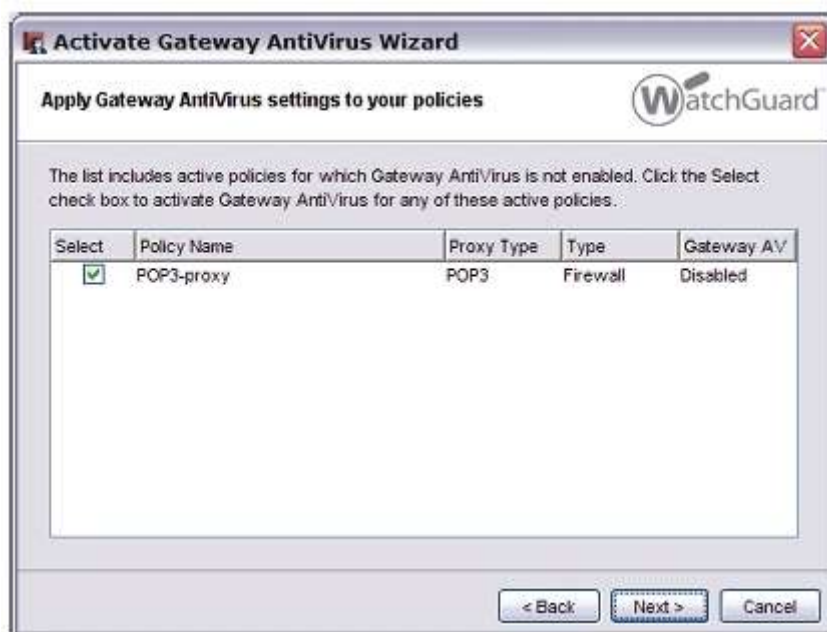 Activate Gateway AntiVirus Wizard
Apply Gateway AntiVirus settings to your policies
WatchGuard
The list includes active policies for which Gateway AntiVirus is not enabled. Click the Select
check box to activate Gateway AntiVirus for any of these active policies.
Select Policy Name Proxy Type Type Gateway AV
POP3-proxy POP3 Firewall Disabled
< Back Next > Cancel